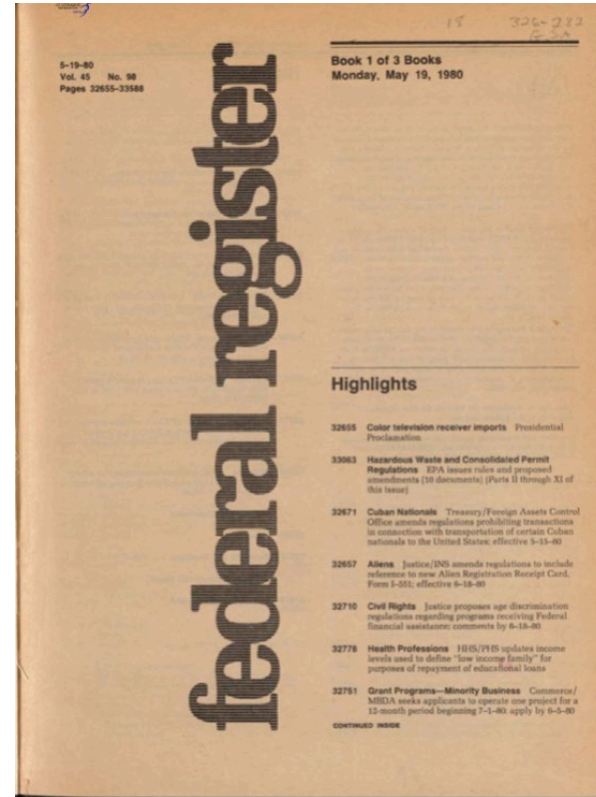 18 326-282
GSA
5-19-80
Vol. 45 No. 98
Pages 32655-33588
Book 1 of 3 Books
Monday, May 19, 1980
federal register
Highlights
32655 Color television receiver imports Presidential
Proclamation
33063 Hazardous Waste and Consolidated Permit
Regulations EPA issues rules and proposed
amendments (10 documents) (Parts II through XI of
this issue)
32671 Cuban Nationals Treasury/Foreign Assets Control
Office amends regulations prohibiting transactions
in connection with transportation of certain Cuban
nationals to the United States; effective 5-15-80
32657 Aliens Justice/INS amends regulations to include
reference to new Alien Registration Receipt Card,
Form I-551; effective 6-18-80
32710 Civil Rights Justice proposes age discrimination
regulations regarding programs receiving Federal
financial assistance; comments by 6-18-80
32778 Health Professions HHS/PHS updates income
levels used to define "low income family" for
purposes of repayment of educational loans
32751 Grant Programs—Minority Business Commerce/
MBDA seeks applicants to operate one project for a
12-month period beginning 7-1-80; apply by 6-5-80
CONTINUED INSIDE